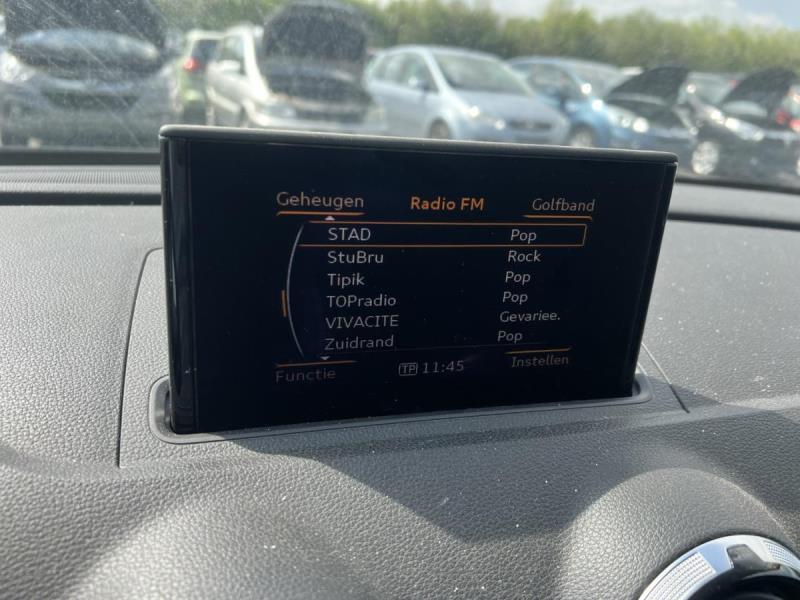 Geheugen Radio FM Golfband
STAD Pop
StuBru Rock
Tipik Pop
TOPradio Pop
VIVACITE Gevariee.
Zuidrand Pop
Functie TP 11:45 Instellen